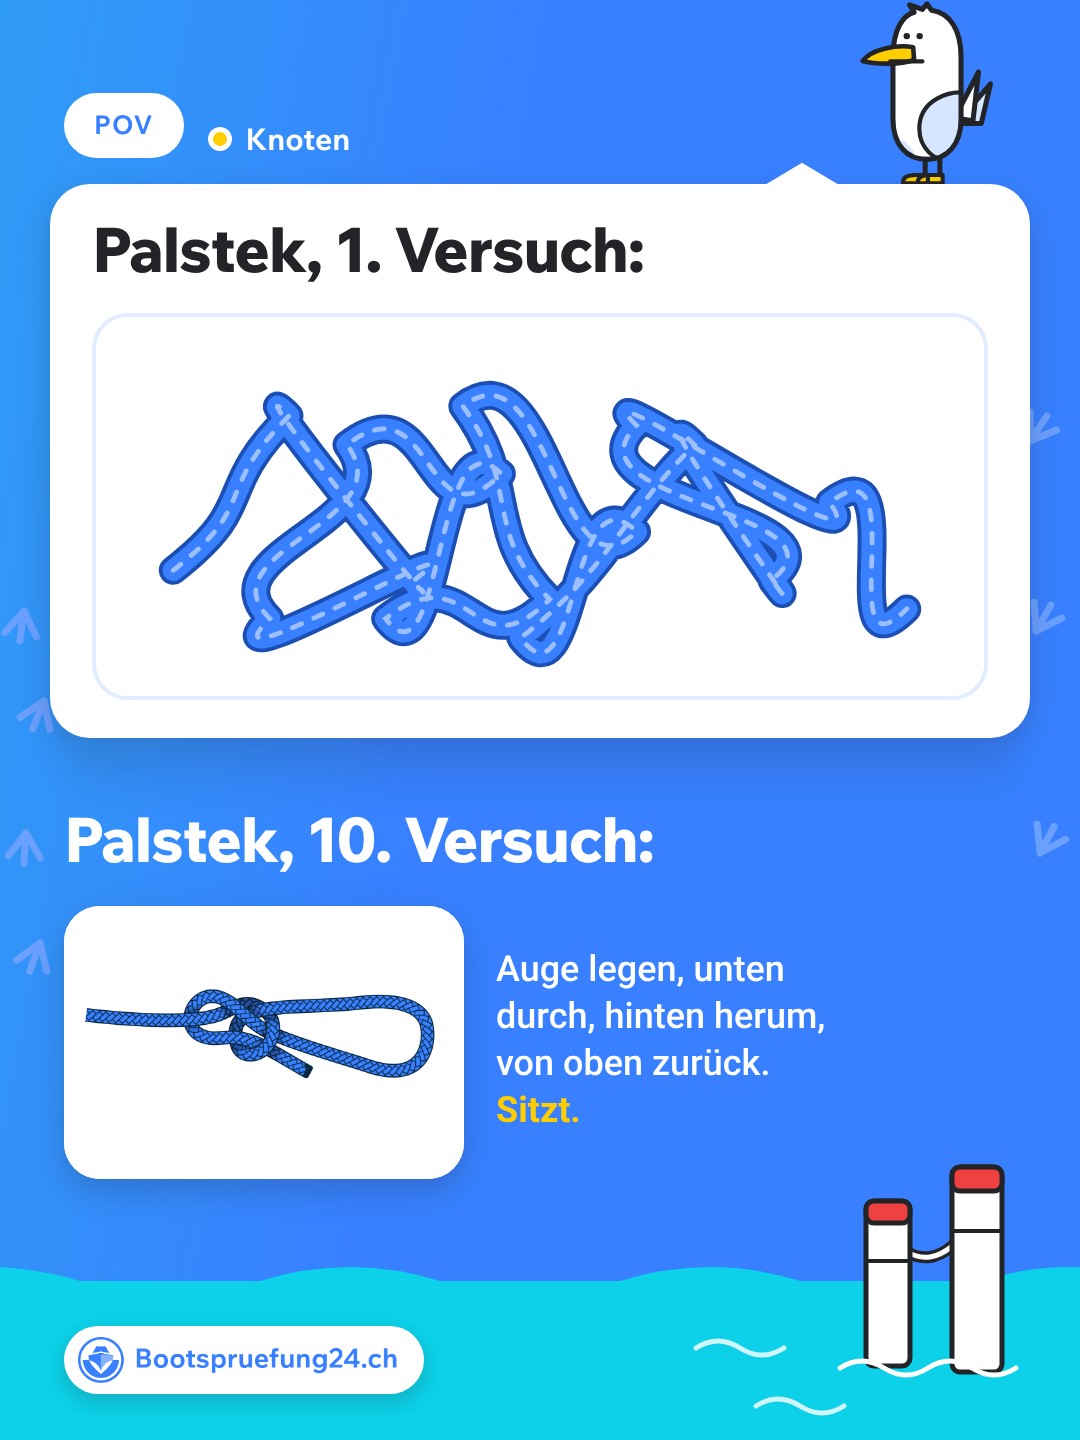 POV
Knoten
Palstek, 1. Versuch:
Palstek, 10. Versuch:
Auge legen, unten
durch, hinten herum,
von oben zurück.
Sitzt.
Bootspruefung24.ch